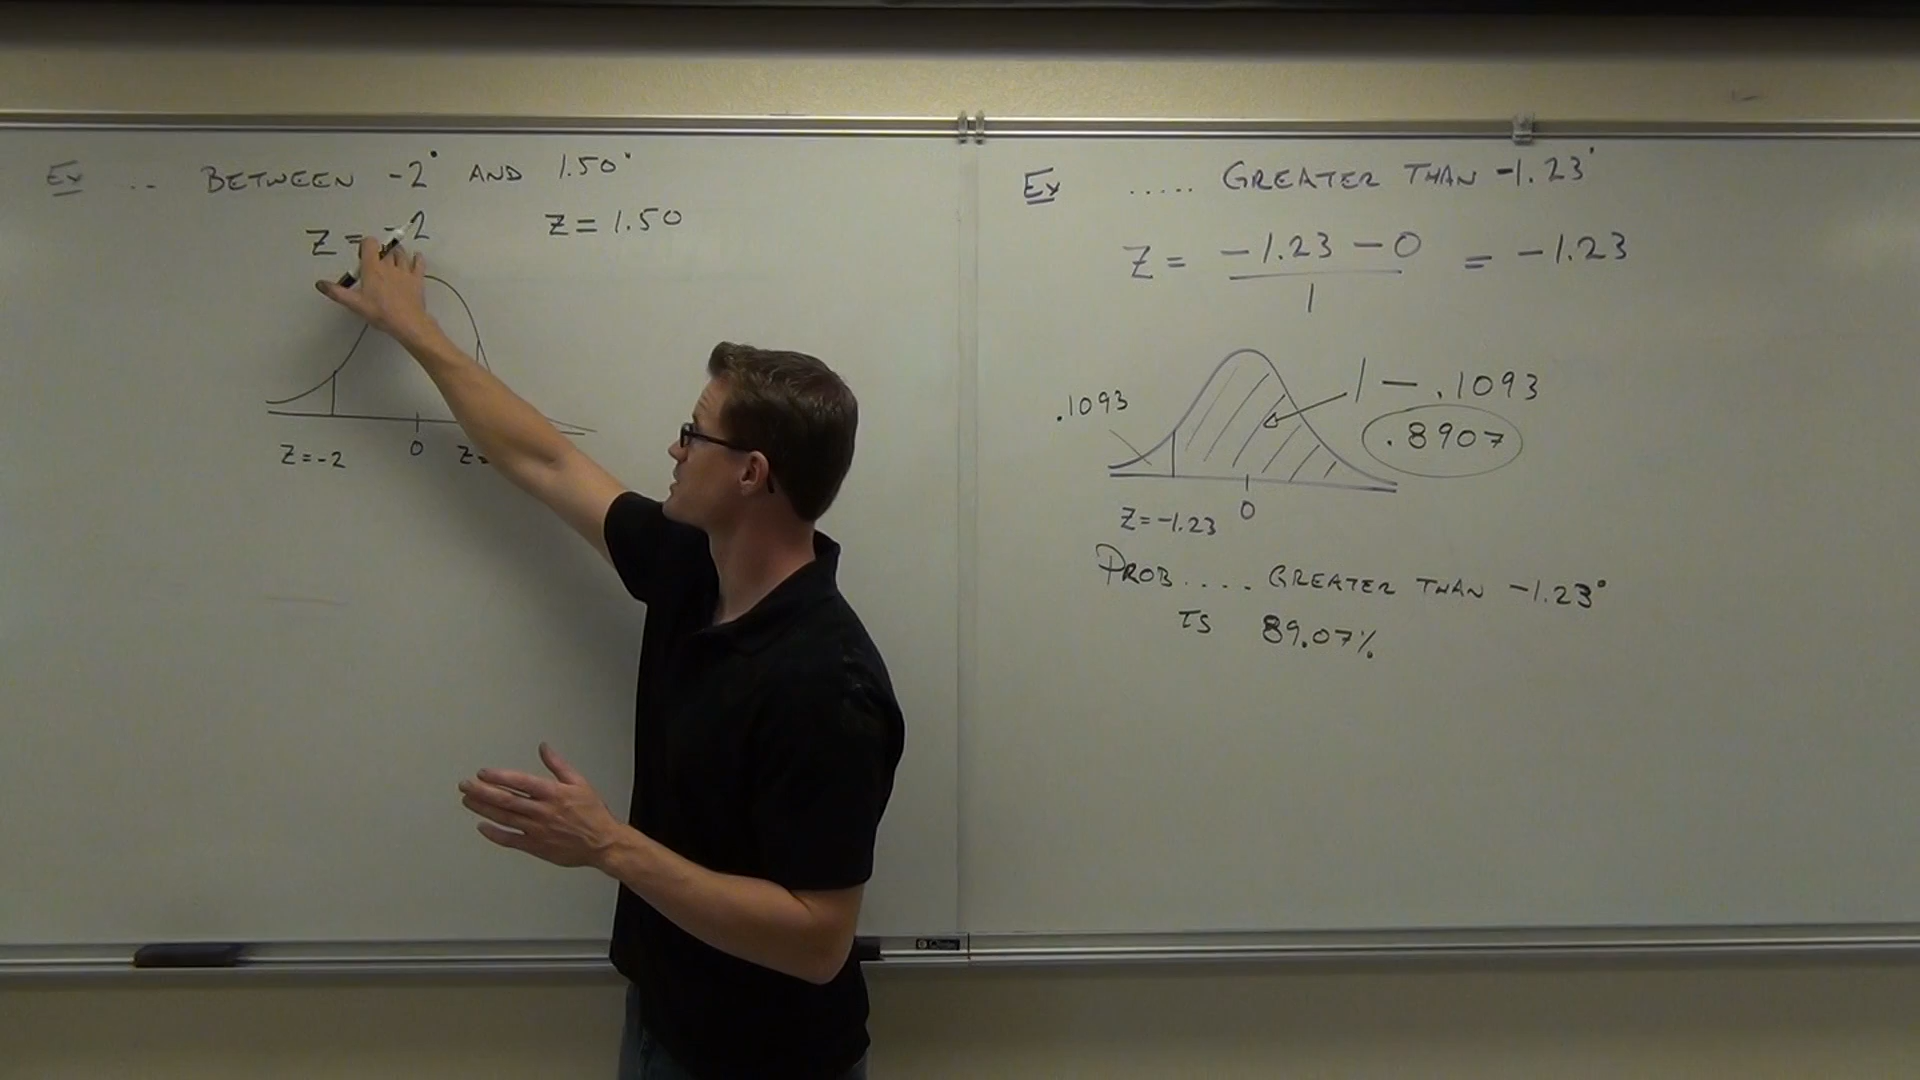 Ex .. BETWEEN -2° AND 1.50°
Z = -2 Z = 1.50
Z=-2 0 Z=
Ex ..... GREATER THAN -1.23°
Z = -1.23 - 0 = -1.23
1
.1093 1 - .1093
.8907
Z=-1.23 0
PROB .... GREATER THAN -1.23°
IS 89.07%